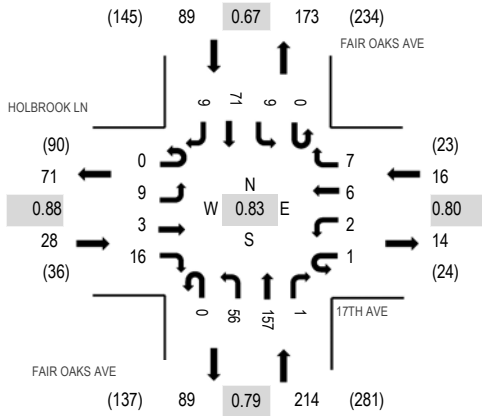 (145) 89 0.67 173 (234)
FAIR OAKS AVE
9 71 9 0
HOLBROOK LN
(90) (23)
0 7
71 16
9 N 6
0.88 W 0.83 E 0.80
3 S 2
28 14
16 1
(36) (24)
0 56 157 1
17TH AVE
FAIR OAKS AVE
(137) 89 0.79 214 (281)